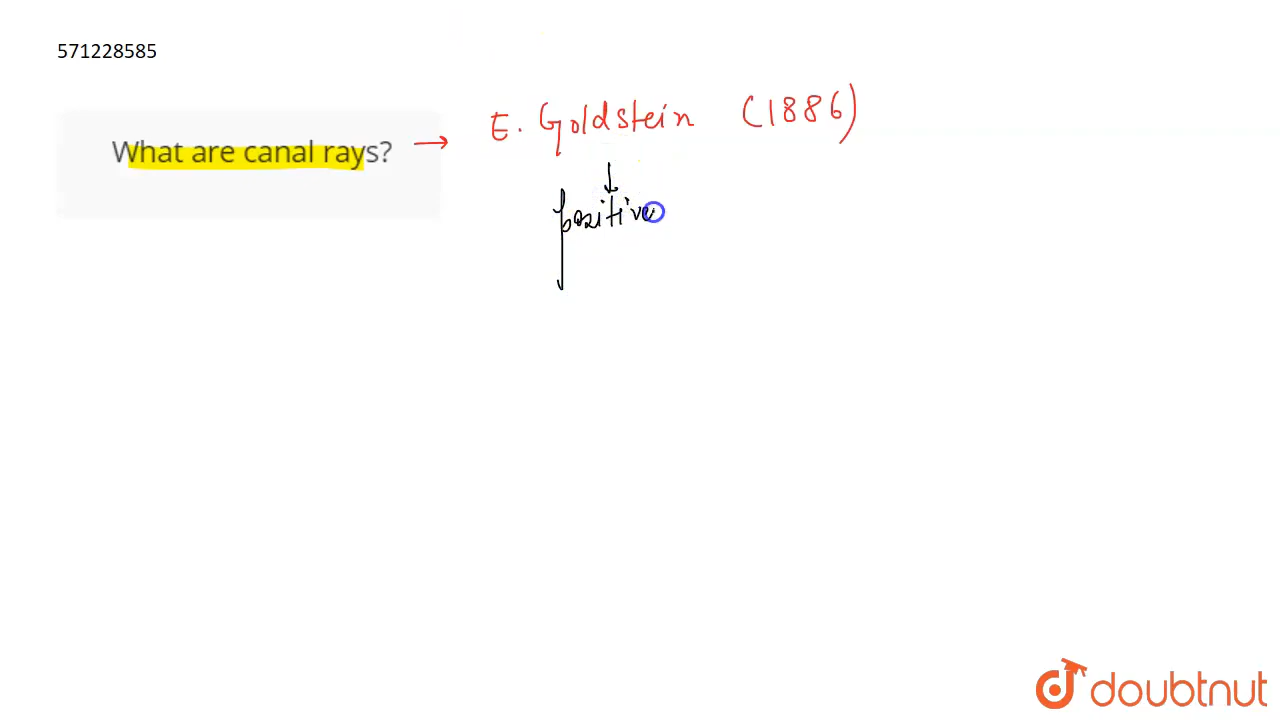 571228585
What are canal rays? → E. Goldstein (1886)
↓
positive
doubtnut